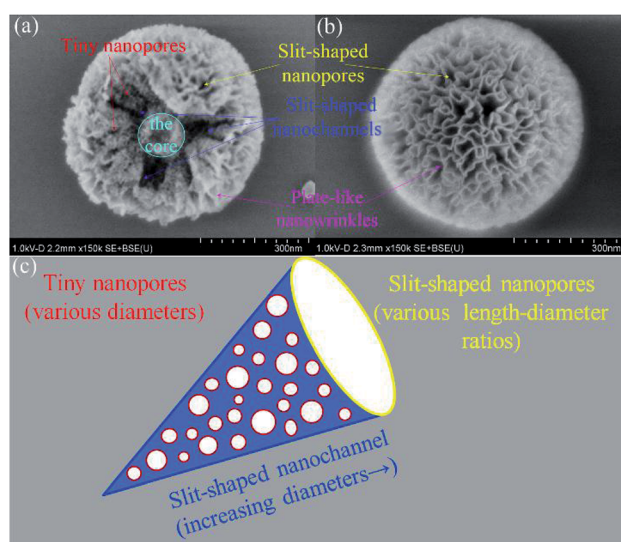 (a)
Tiny nanopores
the
core
(b)
Slit-shaped
nanopores
Slit-shaped
nanochannels
Plate-like
nanowrinkles
1.0kV-D 2.2mm x150k SE+BSE(U)
300nm
1.0kV-D 2.3mm x150k SE+BSE(U)
300nm
(c)
Tiny nanopores
(various diameters)
Slit-shaped nanopores
(various length-diameter
ratios)
Slit-shaped nanochannel
(increasing diameters→)